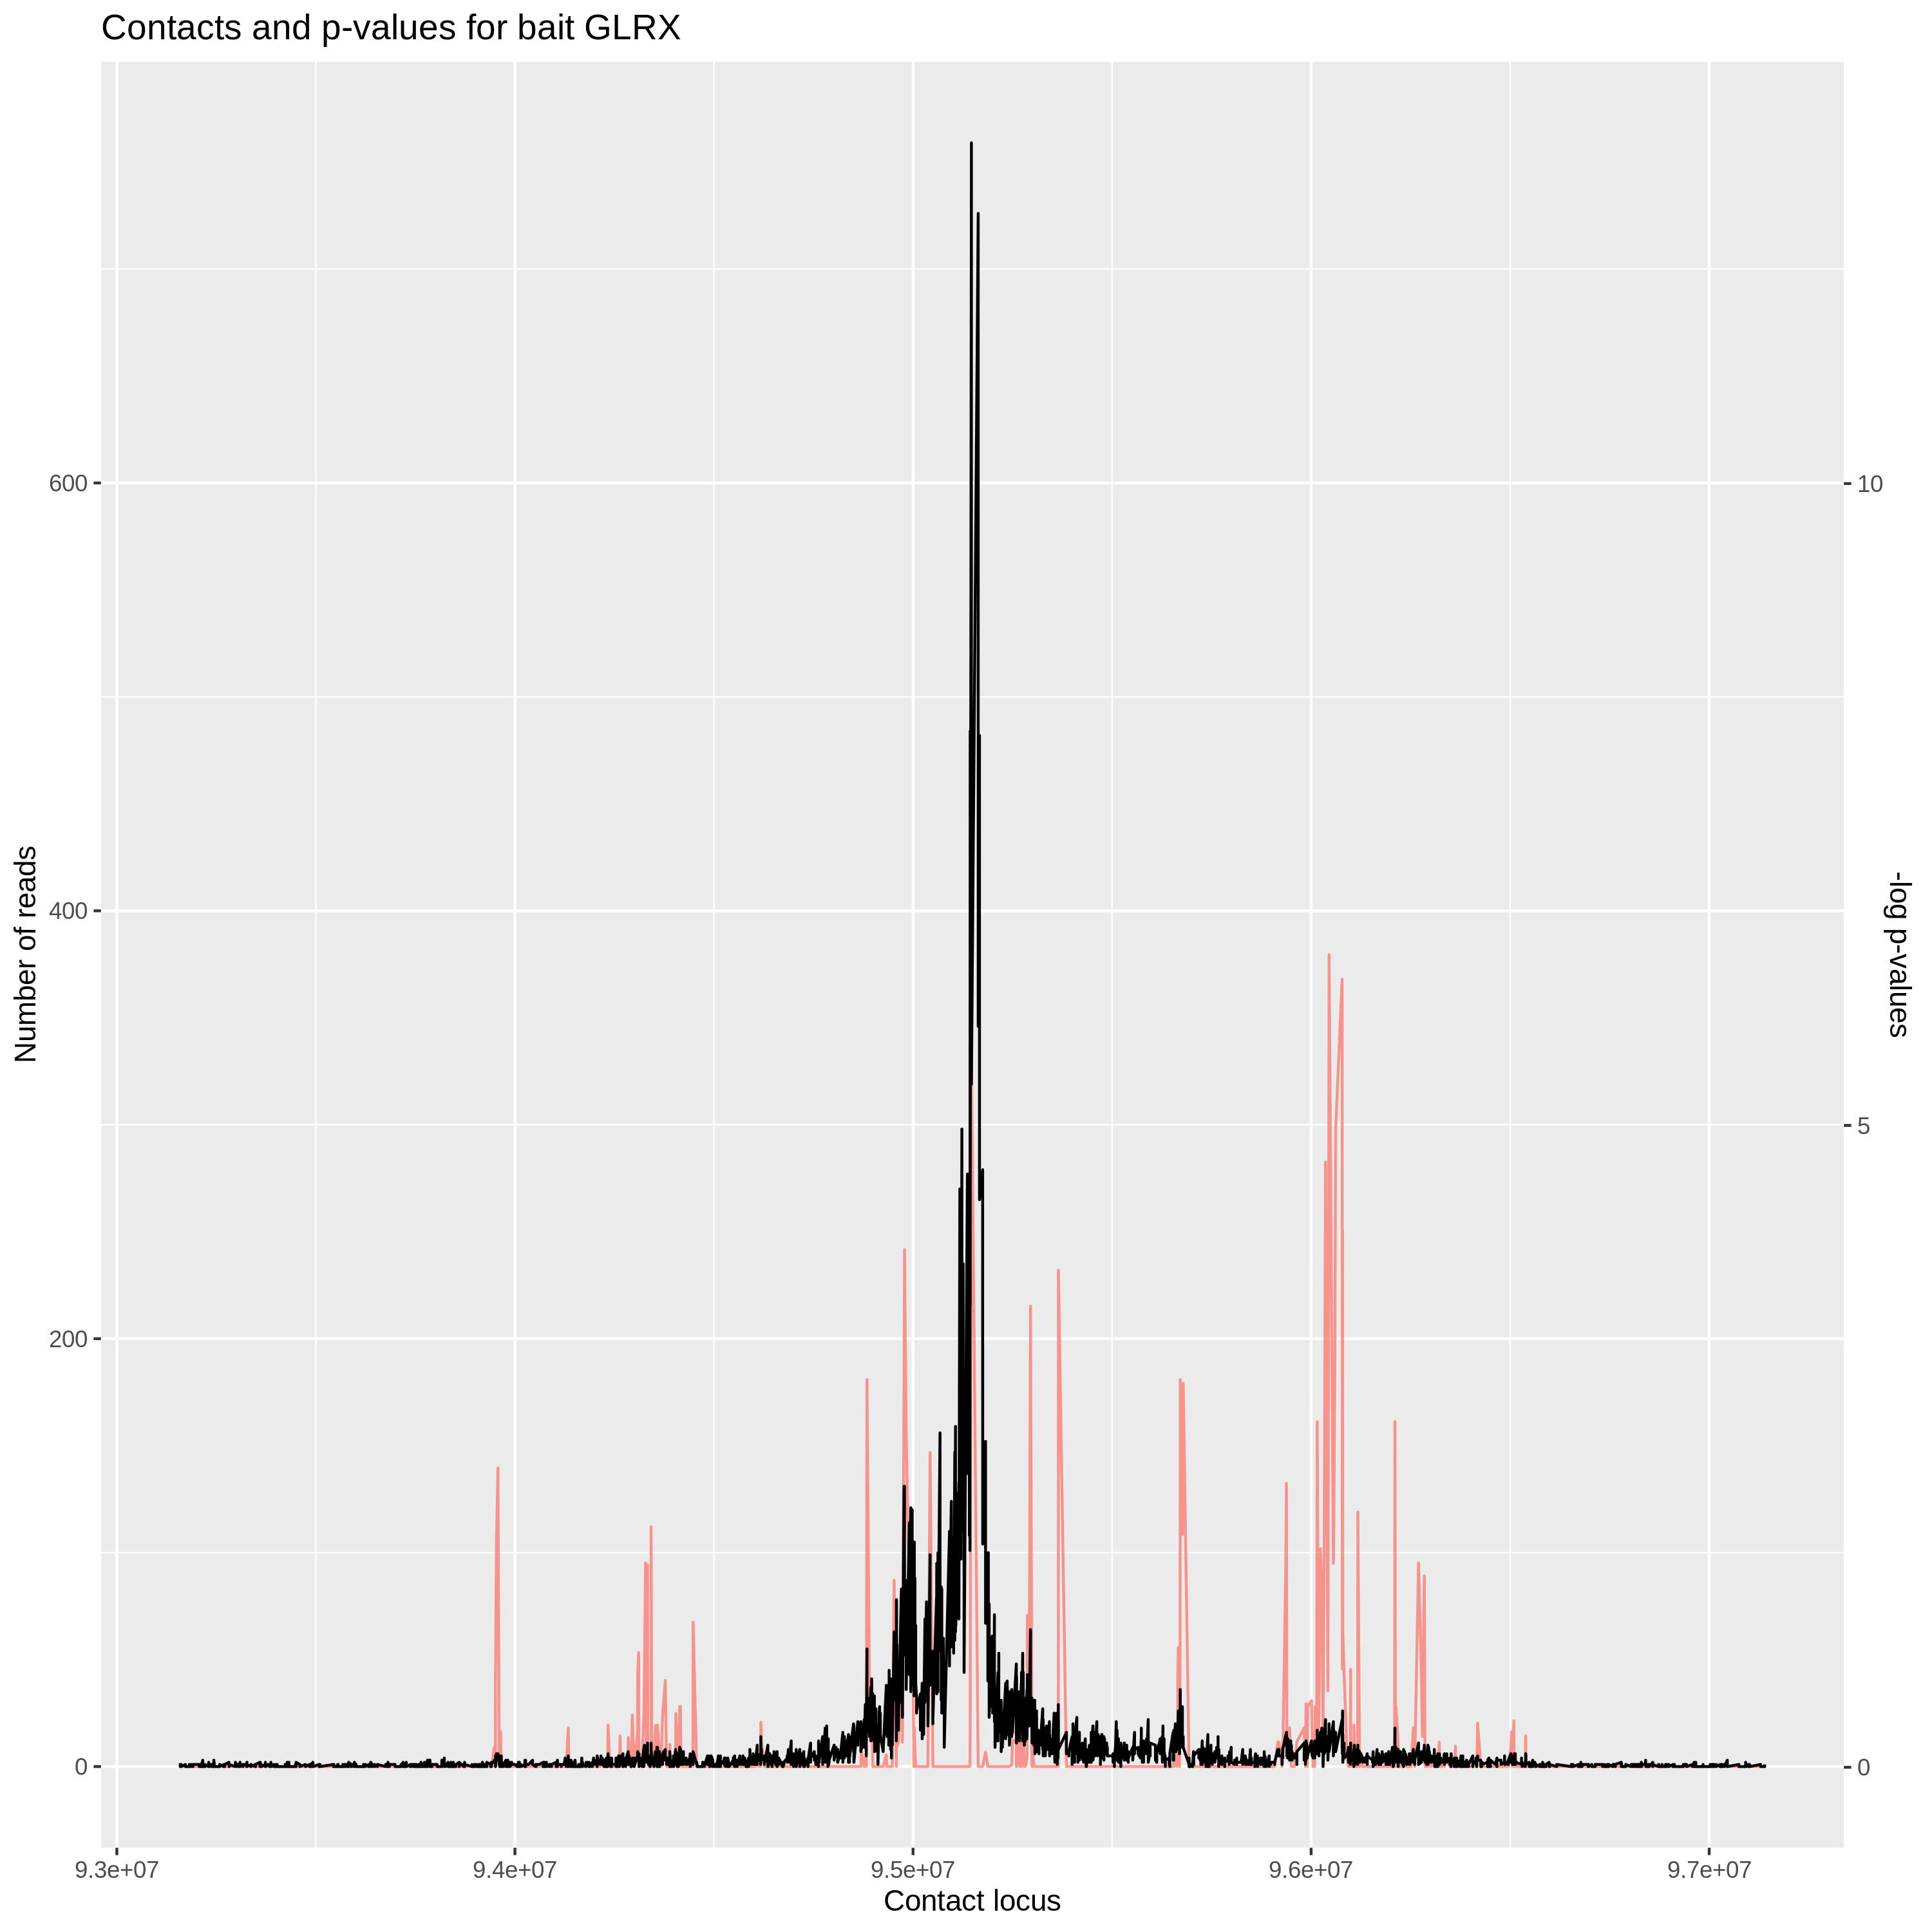 Contacts and p-values for bait GLRX
600
400
200
0
Number of reads
10
5
0
-log p-values
9.3e+07
9.4e+07
9.5e+07
9.6e+07
9.7e+07
Contact locus